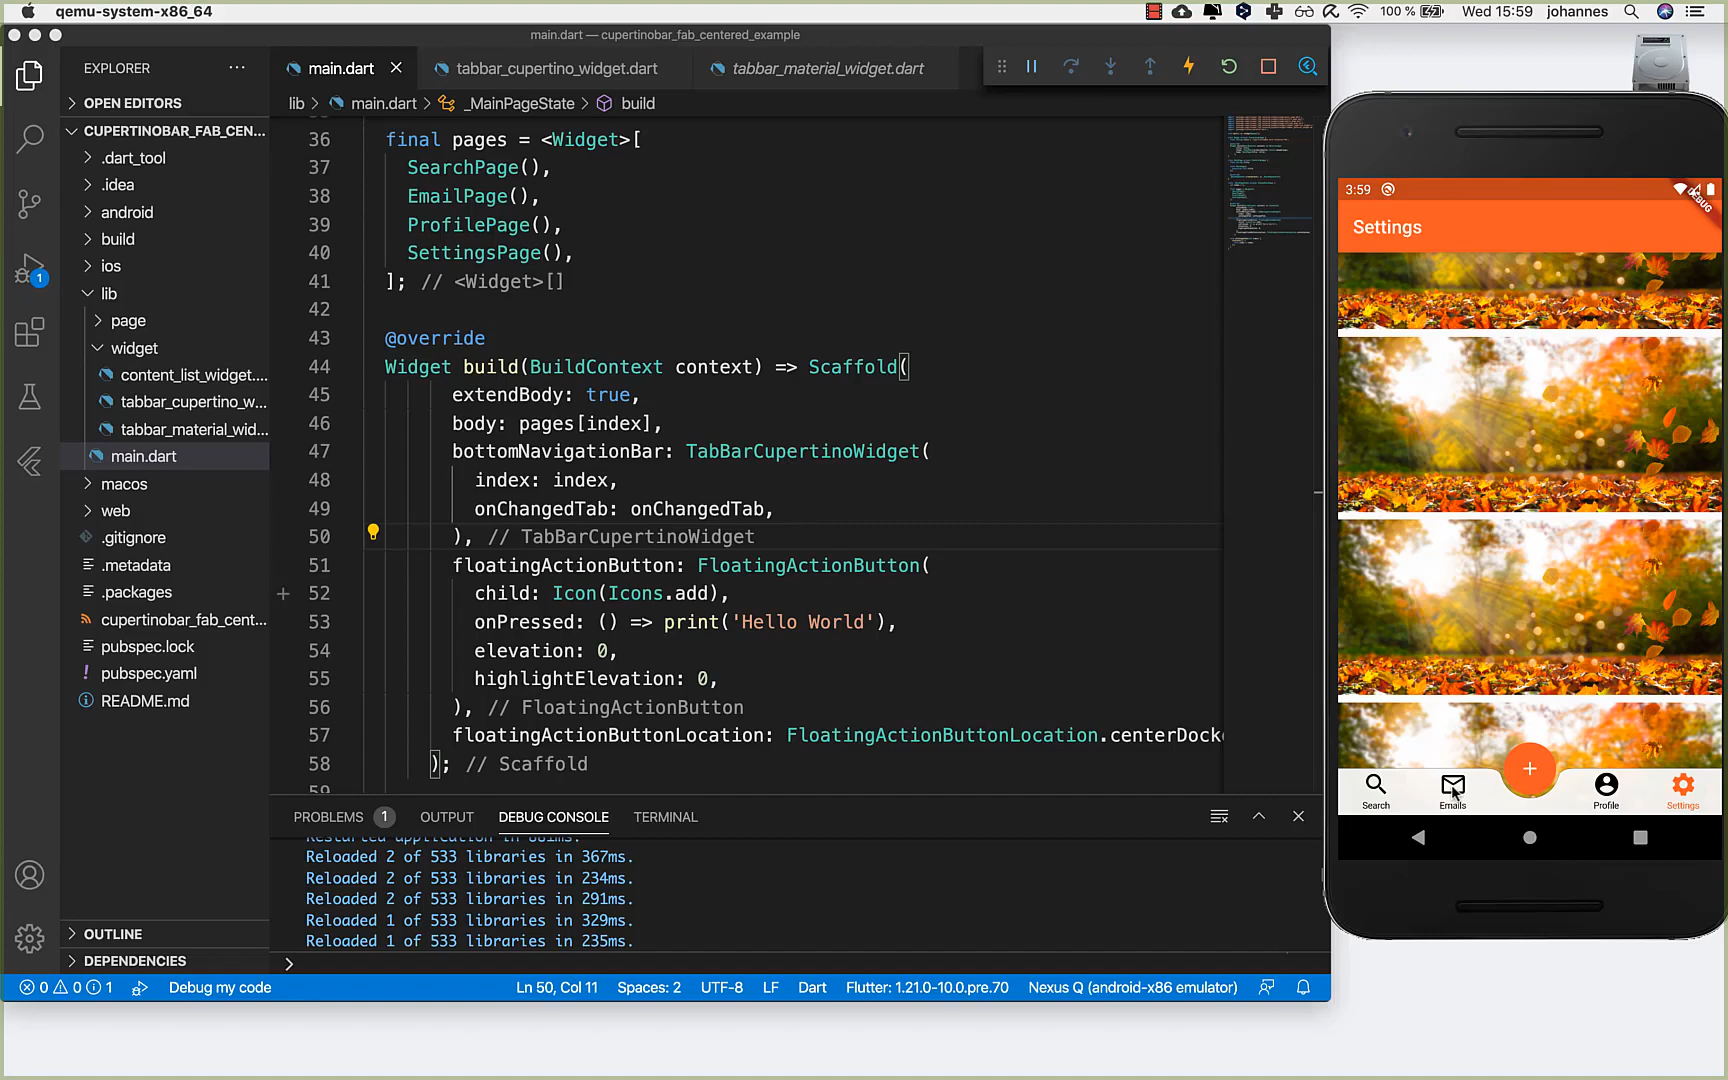 qemu-system-x86_64
100 %
Wed 15:59
johannes
main.dart — cupertinobar_fab_centered_example
EXPLORER
main.dart
tabbar_cupertino_widget.dart
tabbar_material_widget.dart
OPEN EDITORS
lib > main.dart > _MainPageState > build
CUPERTINOBAR_FAB_CEN...
.dart_tool
.idea
android
build
ios
lib
page
widget
content_list_widget....
tabbar_cupertino_w...
tabbar_material_wid...
main.dart
macos
web
.gitignore
.metadata
.packages
cupertinobar_fab_cent...
pubspec.lock
pubspec.yaml
README.md
OUTLINE
DEPENDENCIES
1
36 final pages = <Widget>[
37 SearchPage(),
38 EmailPage(),
39 ProfilePage(),
40 SettingsPage(),
41 ]; // <Widget>[]
42
43 @override
44 Widget build(BuildContext context) => Scaffold(
45 extendBody: true,
46 body: pages[index],
47 bottomNavigationBar: TabBarCupertinoWidget(
48 index: index,
49 onChangedTab: onChangedTab,
50 ), // TabBarCupertinoWidget
51 floatingActionButton: FloatingActionButton(
52 child: Icon(Icons.add),
53 onPressed: () => print('Hello World'),
54 elevation: 0,
55 highlightElevation: 0,
56 ), // FloatingActionButton
57 floatingActionButtonLocation: FloatingActionButtonLocation.centerDock
58 ); // Scaffold
59
PROBLEMS 1 OUTPUT DEBUG CONSOLE TERMINAL
Restarted application in 881ms.
Reloaded 2 of 533 libraries in 367ms.
Reloaded 2 of 533 libraries in 234ms.
Reloaded 2 of 533 libraries in 291ms.
Reloaded 1 of 533 libraries in 329ms.
Reloaded 1 of 533 libraries in 235ms.
0 0 1 Debug my code Ln 50, Col 11 Spaces: 2 UTF-8 LF Dart Flutter: 1.21.0-10.0.pre.70 Nexus Q (android-x86 emulator)
3:59
DEBUG
Settings
Search
Emails
Profile
Settings